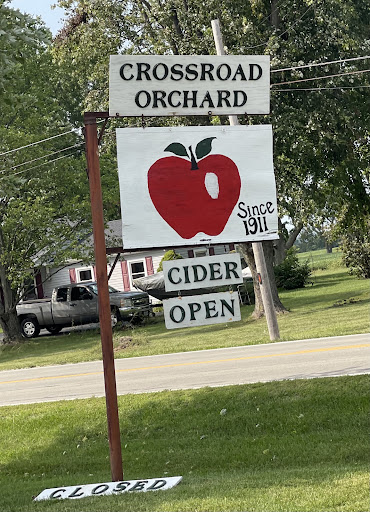 CROSSROAD
ORCHARD
Since
1911
CIDER
OPEN
CLOSED